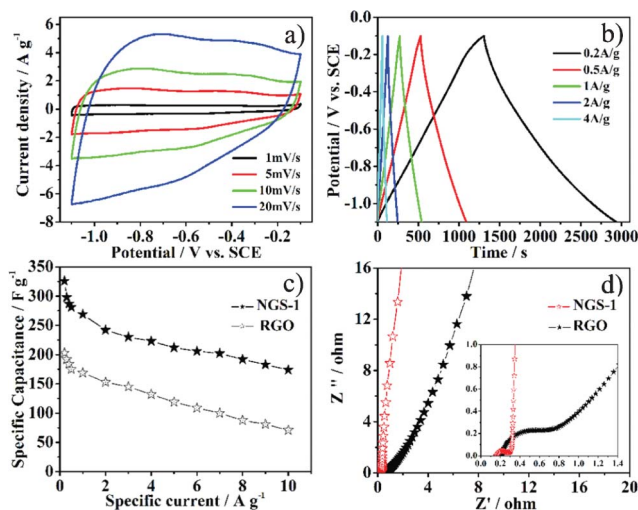 a)
Current density / A g⁻¹
6
4
2
0
-2
-4
-6
-8
-1.0 -0.8 -0.6 -0.4 -0.2
Potential / V vs. SCE
1mV/s
5mV/s
10mV/s
20mV/s
b)
Potential / V vs. SCE
0.0
-0.2
-0.4
-0.6
-0.8
-1.0
0 500 1000 1500 2000 2500 3000
Time / s
0.2A/g
0.5A/g
1A/g
2A/g
4A/g
c)
Specific Capacitance / F g⁻¹
350
300
250
200
150
100
50
0
0 2 4 6 8 10
Specific current / A g⁻¹
NGS-1
RGO
d)
Z '' / ohm
16
12
8
4
0
0 4 8 12 16 20
Z' / ohm
NGS-1
RGO
1.0
0.8
0.6
0.4
0.2
0.0
0.0 0.2 0.4 0.6 0.8 1.0 1.2 1.4